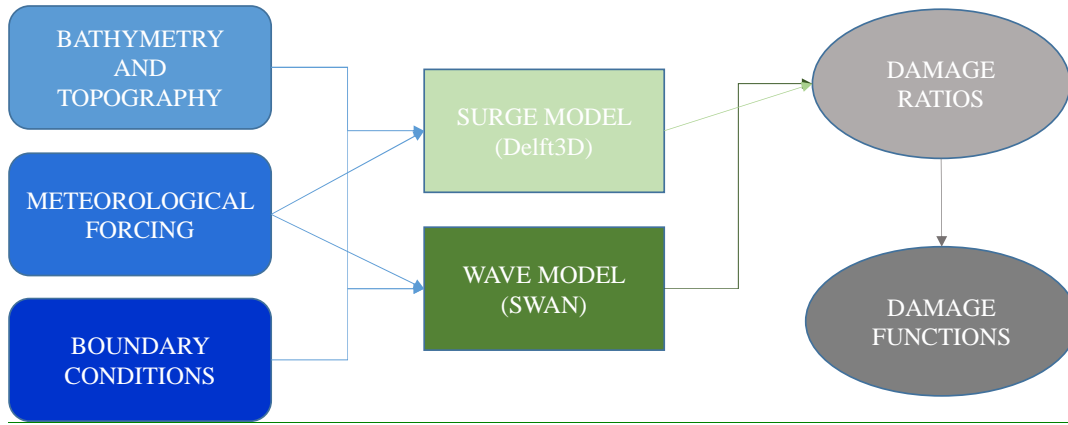 BATHYMETRY
AND
TOPOGRAPHY
METEOROLOGICAL
FORCING
BOUNDARY
CONDITIONS
SURGE MODEL
(Delft3D)
WAVE MODEL
(SWAN)
DAMAGE
RATIOS
DAMAGE
FUNCTIONS